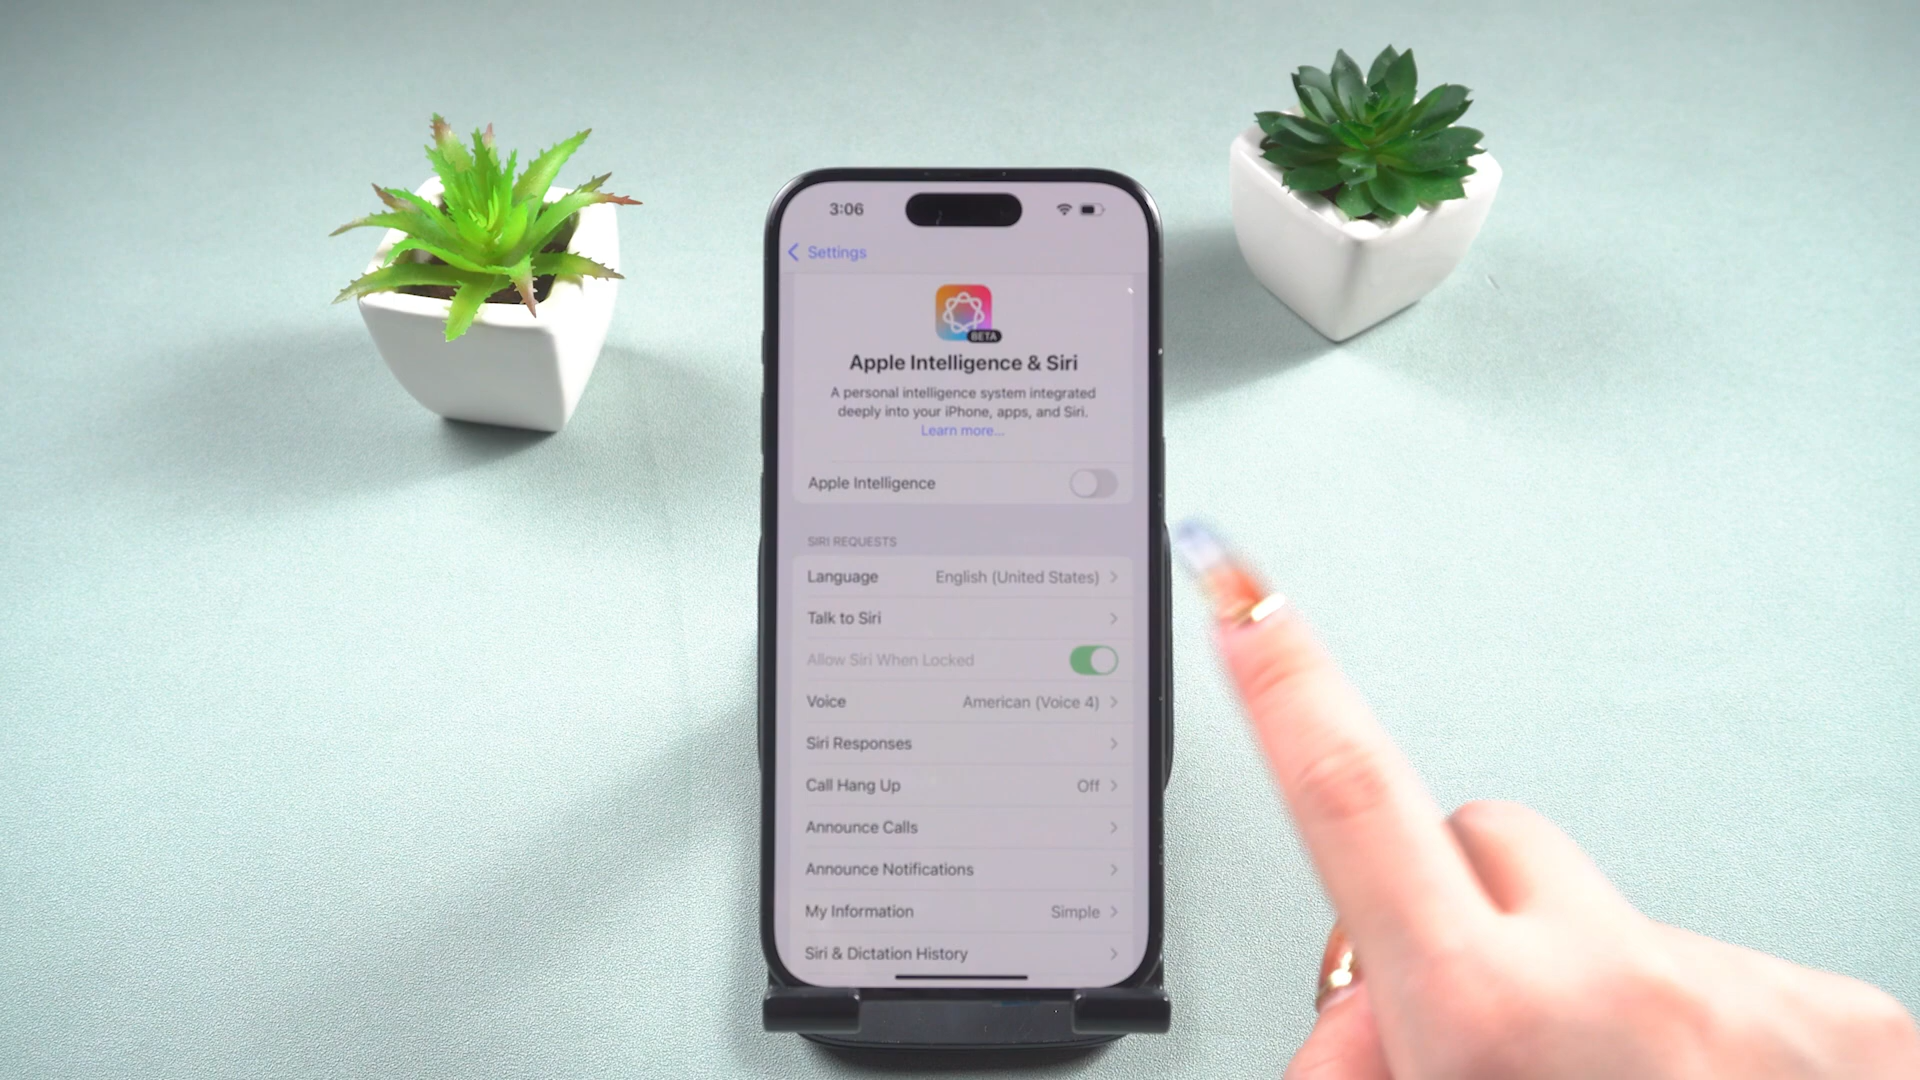 3:06
Settings
BETA
Apple Intelligence & Siri
A personal intelligence system integrated
deeply into your iPhone, apps, and Siri.
Learn more...
Apple Intelligence
SIRI REQUESTS
Language English (United States)
Talk to Siri
Allow Siri When Locked
Voice American (Voice 4)
Siri Responses
Call Hang Up Off
Announce Calls
Announce Notifications
My Information Simple
Siri & Dictation History